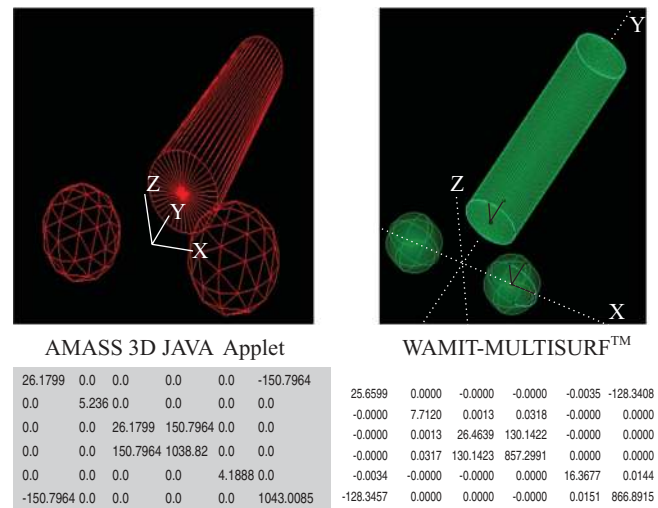 Z
Y
X
Y
Z
X
AMASS 3D JAVA Applet
26.1799 0.0 0.0 0.0 0.0 -150.7964
0.0 5.236 0.0 0.0 0.0 0.0
0.0 0.0 26.1799 150.7964 0.0 0.0
0.0 0.0 150.7964 1038.82 0.0 0.0
0.0 0.0 0.0 0.0 4.1888 0.0
-150.7964 0.0 0.0 0.0 0.0 1043.0085
WAMIT-MULTISURF™
25.6599 0.0000 -0.0000 -0.0000 -0.0035 -128.3408
-0.0000 7.7120 0.0013 0.0318 -0.0000 0.0000
-0.0000 0.0013 26.4639 130.1422 -0.0000 0.0000
-0.0000 0.0317 130.1423 857.2991 0.0000 0.0000
-0.0034 -0.0000 -0.0000 0.0000 16.3677 0.0144
-128.3457 0.0000 0.0000 -0.0000 0.0151 866.8915